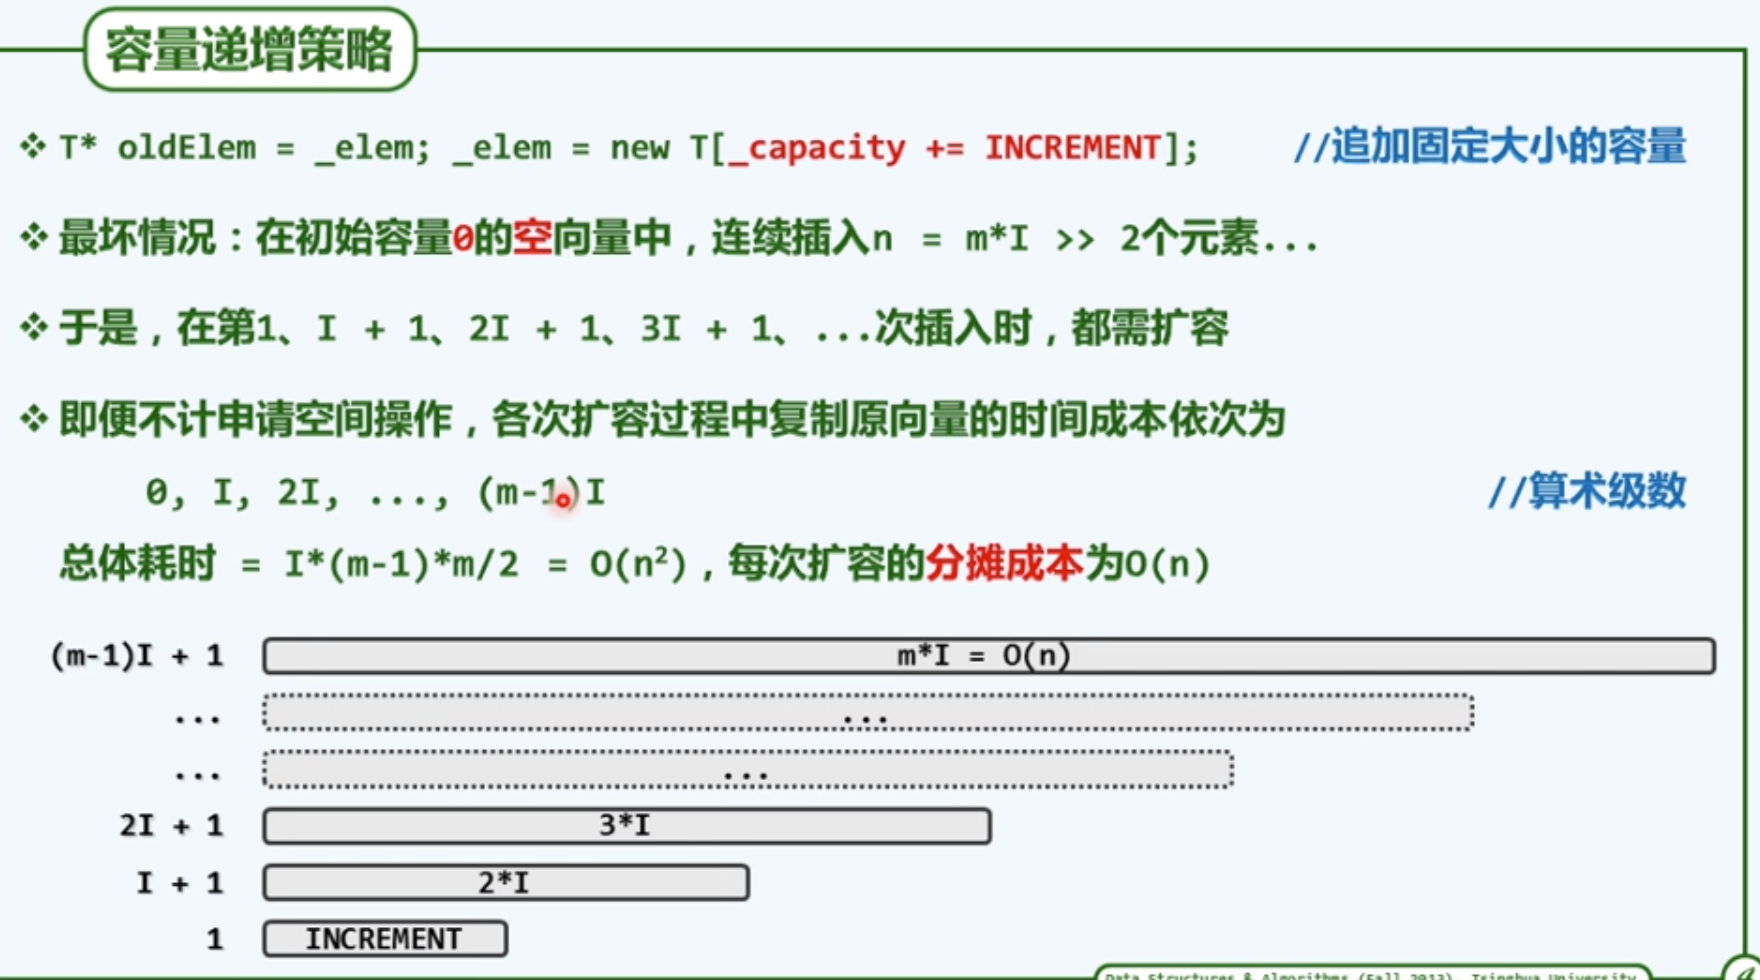 容量递增策略
❖ T* oldElem = _elem; _elem = new T[_capacity += INCREMENT]; //追加固定大小的容量
❖ 最坏情况：在初始容量0的空向量中，连续插入n = m*I >> 2个元素...
❖ 于是，在第1、I + 1、2I + 1、3I + 1、...次插入时，都需扩容
❖ 即便不计申请空间操作，各次扩容过程中复制原向量的时间成本依次为
0, I, 2I, ..., (m-1)I //算术级数
总体耗时 = I*(m-1)*m/2 = O(n²)，每次扩容的分摊成本为O(n)
(m-1)I + 1 m*I = O(n)
... ...
... ...
2I + 1 3*I
I + 1 2*I
1 INCREMENT
Data Structures & Algorithms (Fall 2013), Tsinghua University